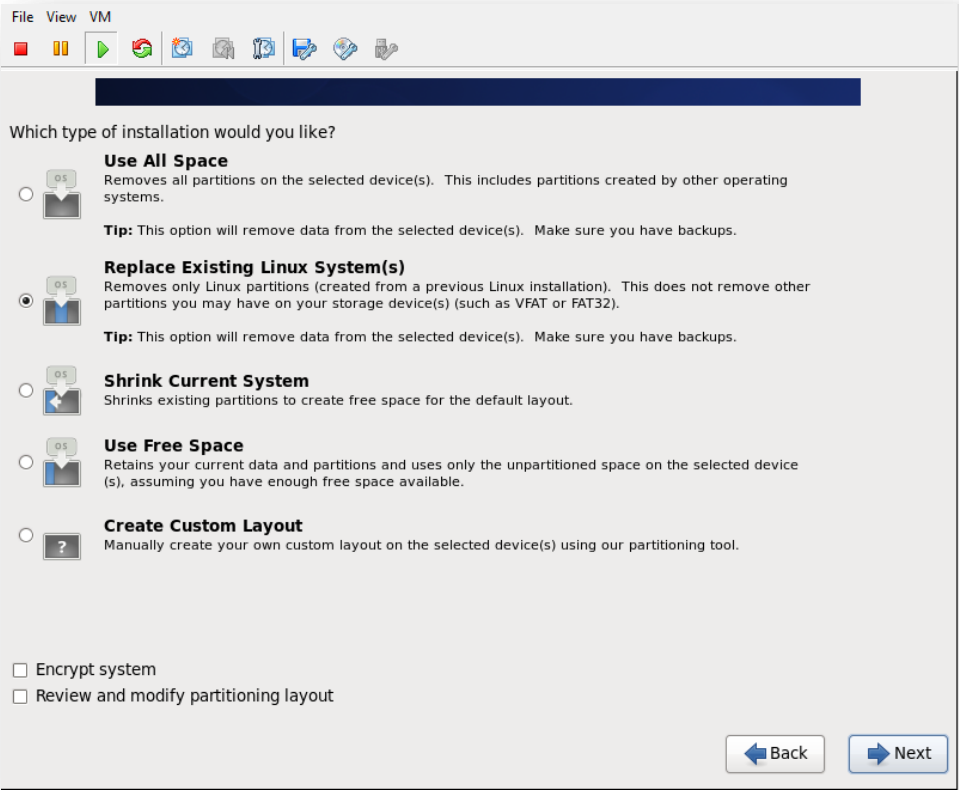 File View VM
Which type of installation would you like?
Use All Space
OS
Removes all partitions on the selected device(s).  This includes partitions created by other operating
systems.
Tip: This option will remove data from the selected device(s).  Make sure you have backups.
Replace Existing Linux System(s)
OS
Removes only Linux partitions (created from a previous Linux installation).  This does not remove other
partitions you may have on your storage device(s) (such as VFAT or FAT32).
Tip: This option will remove data from the selected device(s).  Make sure you have backups.
OS
Shrink Current System
Shrinks existing partitions to create free space for the default layout.
OS
Use Free Space
Retains your current data and partitions and uses only the unpartitioned space on the selected device
(s), assuming you have enough free space available.
Create Custom Layout
?
Manually create your own custom layout on the selected device(s) using our partitioning tool.
Encrypt system
Review and modify partitioning layout
Back Next